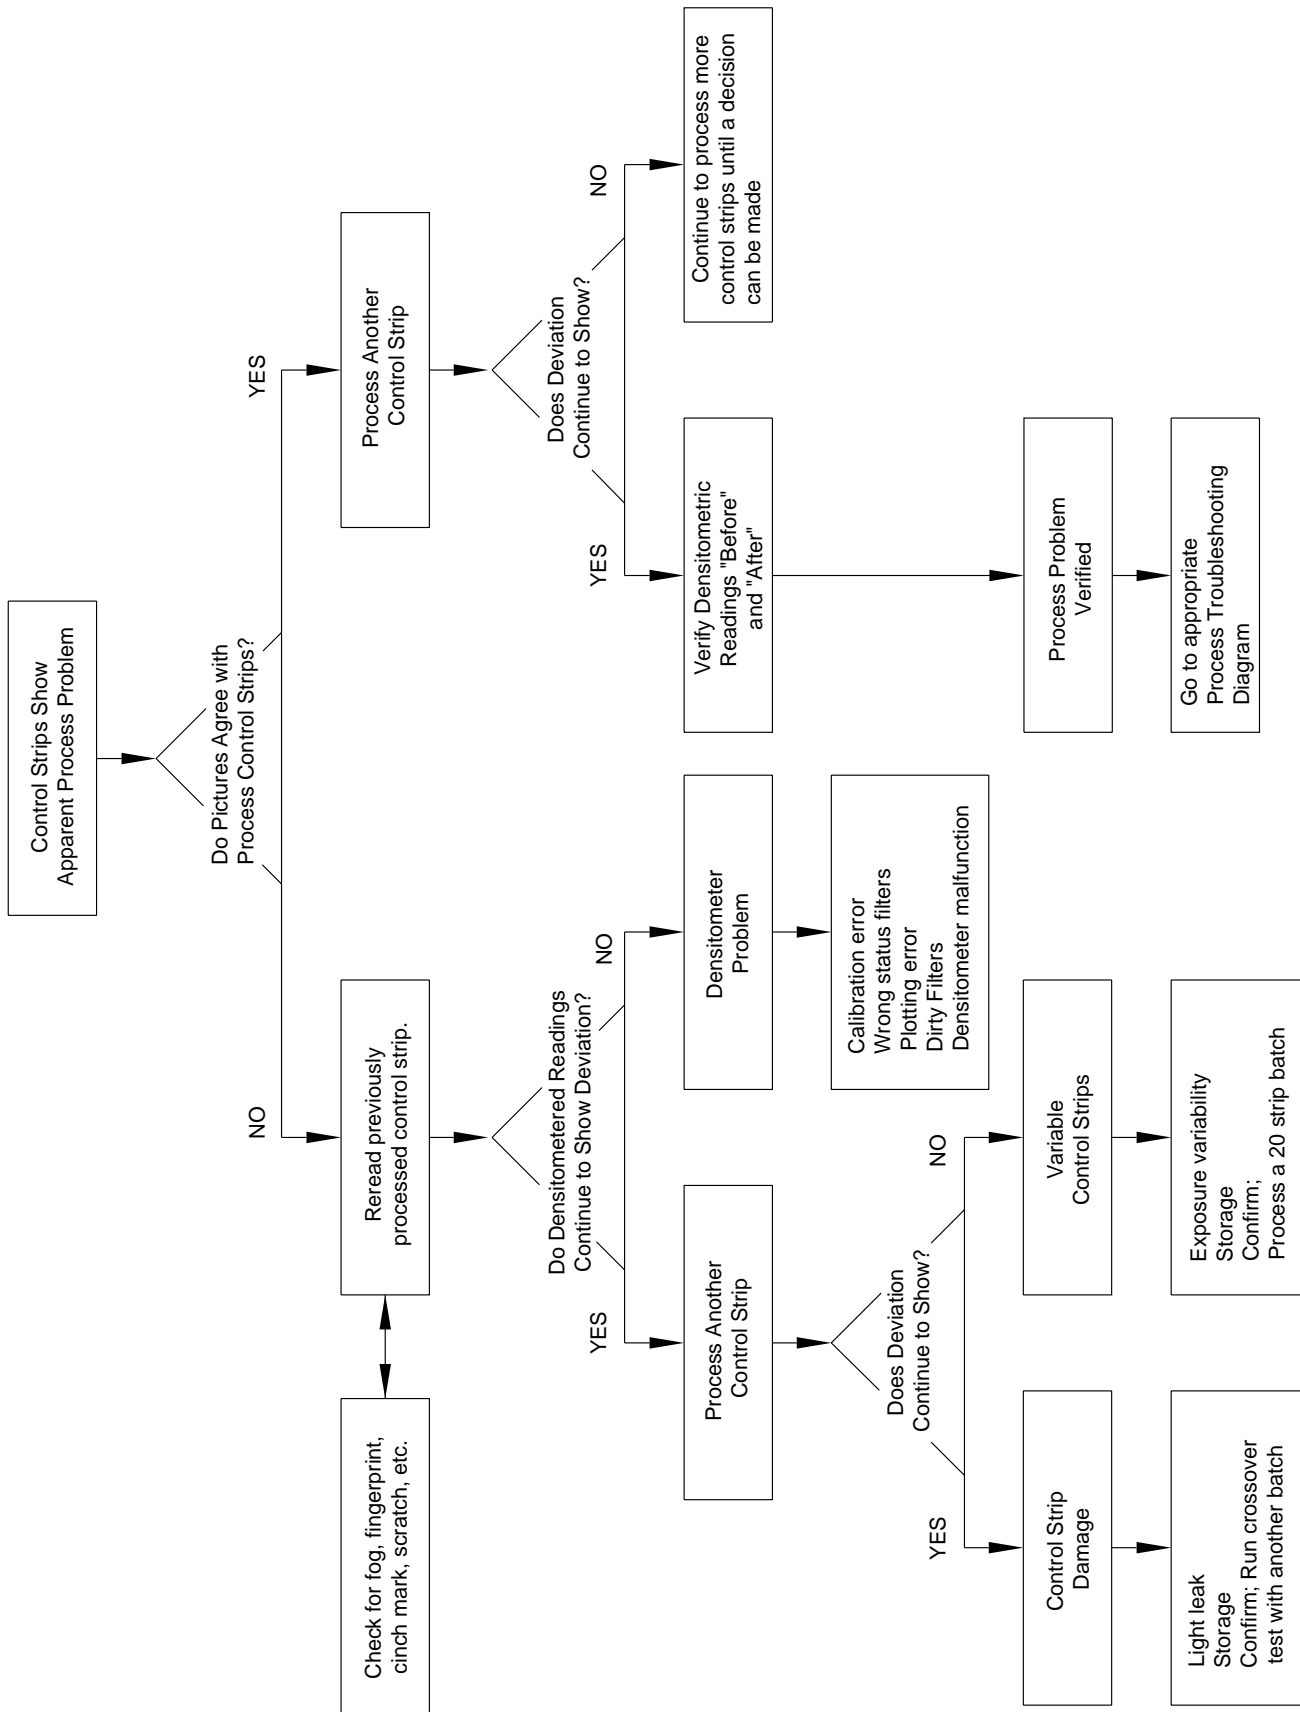 Control Strips Show
Apparent Process Problem
Do Pictures Agree with
Process Control Strips?
NO
YES
Check for fog, fingerprint,
cinch mark, scratch, etc.
Reread previously
processed control strip.
Process Another
Control Strip
Do Densitometered Readings
Continue to Show Deviation?
Does Deviation
Continue to Show?
YES
NO
YES
NO
Process Another
Control Strip
Densitometer
Problem
Verify Densitometric
Readings "Before"
and "After"
Continue to process more
control strips until a decision
can be made
Does Deviation
Continue to Show?
Calibration error
Wrong status filters
Plotting error
Dirty Filters
Densitometer malfunction
YES
NO
Control Strip
Damage
Variable
Control Strips
Process Problem
Verified
Light leak
Storage
Confirm; Run crossover
test with another batch
Exposure variability
Storage
Confirm;
Process a 20 strip batch
Go to appropriate
Process Troubleshooting
Diagram